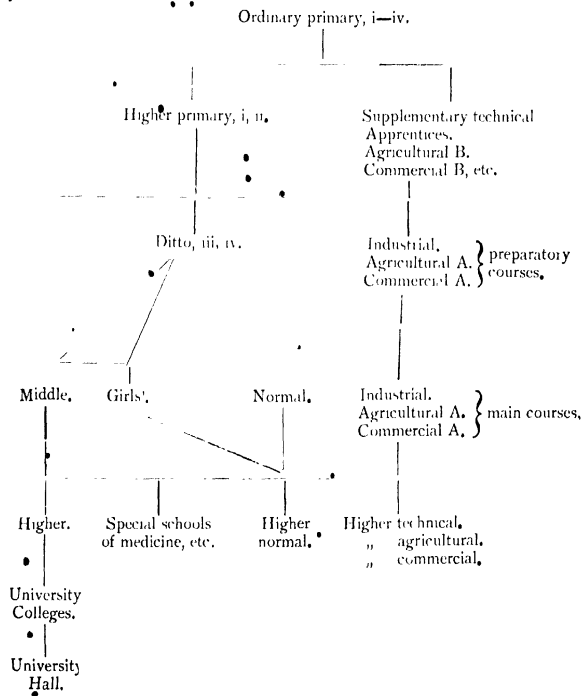 Ordinary primary, i—iv.
Higher primary, i, ii.
Supplementary technical
Apprentices.
Agricultural B.
Commercial B, etc.
Ditto, iii, iv.
Industrial.
Agricultural A.
Commercial A.
} preparatory
courses.
Middle.
Girls'.
Normal.
Industrial.
Agricultural A.
Commercial A.
} main courses.
Higher.
Special schools
of medicine, etc.
Higher
normal.
Higher technical.
„ agricultural.
„ commercial.
University
Colleges.
University
Hall.